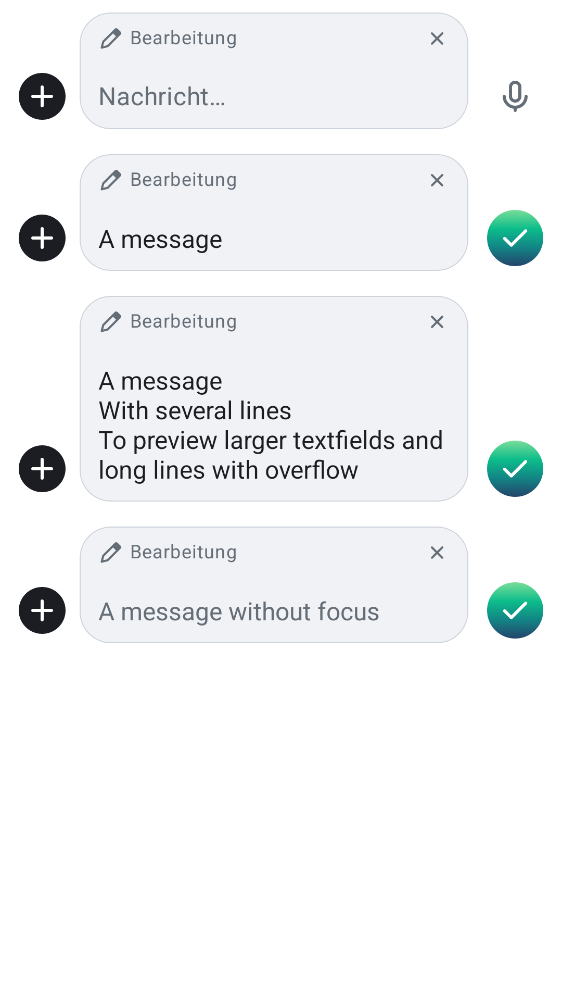 Bearbeitung
Nachricht…
Bearbeitung
A message
Bearbeitung
A message
With several lines
To preview larger textfields and
long lines with overflow
Bearbeitung
A message without focus